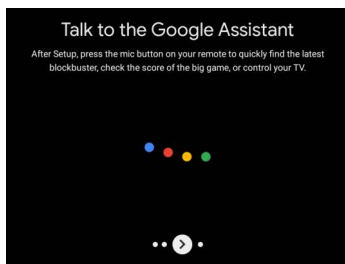 Talk to the Google Assistant
After Setup, press the mic button on your remote to quickly find the latest
blockbuster, check the score of the big game, or control your TV.